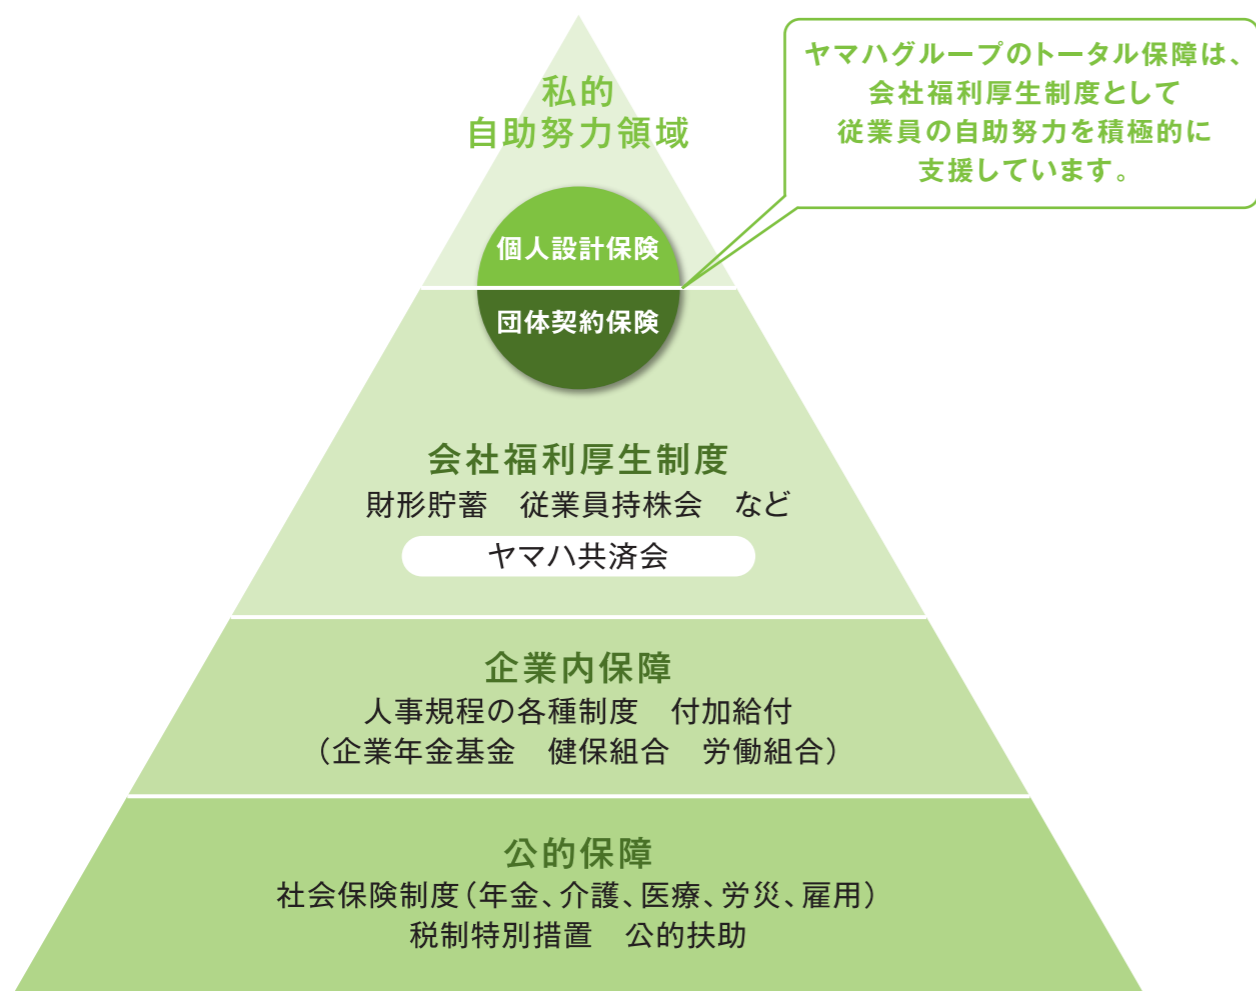 私的
自助努力領域
ヤマハグループのトータル保障は、
会社福利厚生制度として
従業員の自助努力を積極的に
支援しています。
個人設計保険
団体契約保険
会社福利厚生制度
財形貯蓄　従業員持株会　など
ヤマハ共済会
企業内保障
人事規程の各種制度　付加給付
（企業年金基金　健保組合　労働組合）
公的保障
社会保険制度（年金、介護、医療、労災、雇用）
税制特別措置　公的扶助